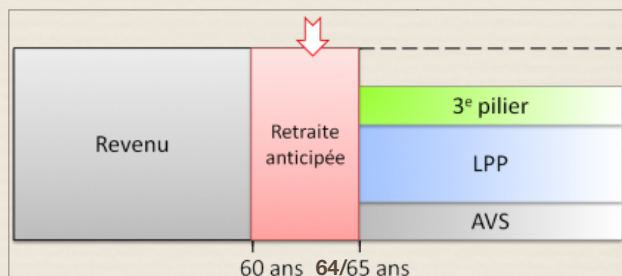 Revenu
Retraite
anticipée
3e pilier
LPP
AVS
60 ans 64/65 ans